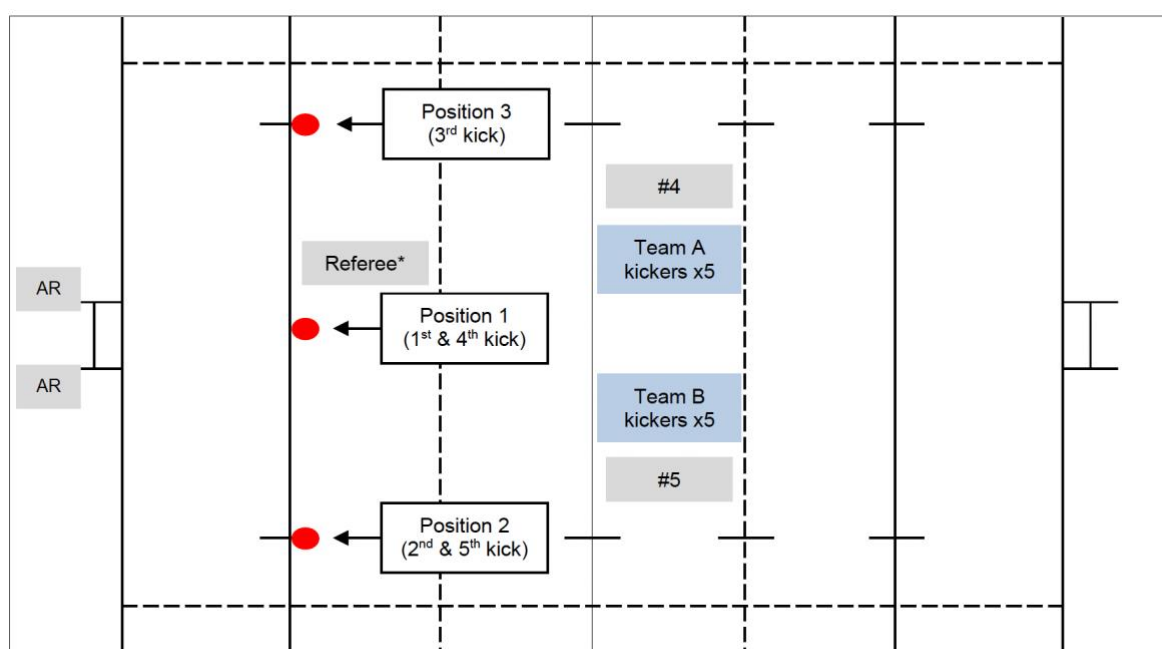 Position 3
(3rd kick)
#4
Team A
kickers x5
Referee*
AR
Position 1
(1st & 4th kick)
AR
Team B
kickers x5
#5
Position 2
(2nd & 5th kick)